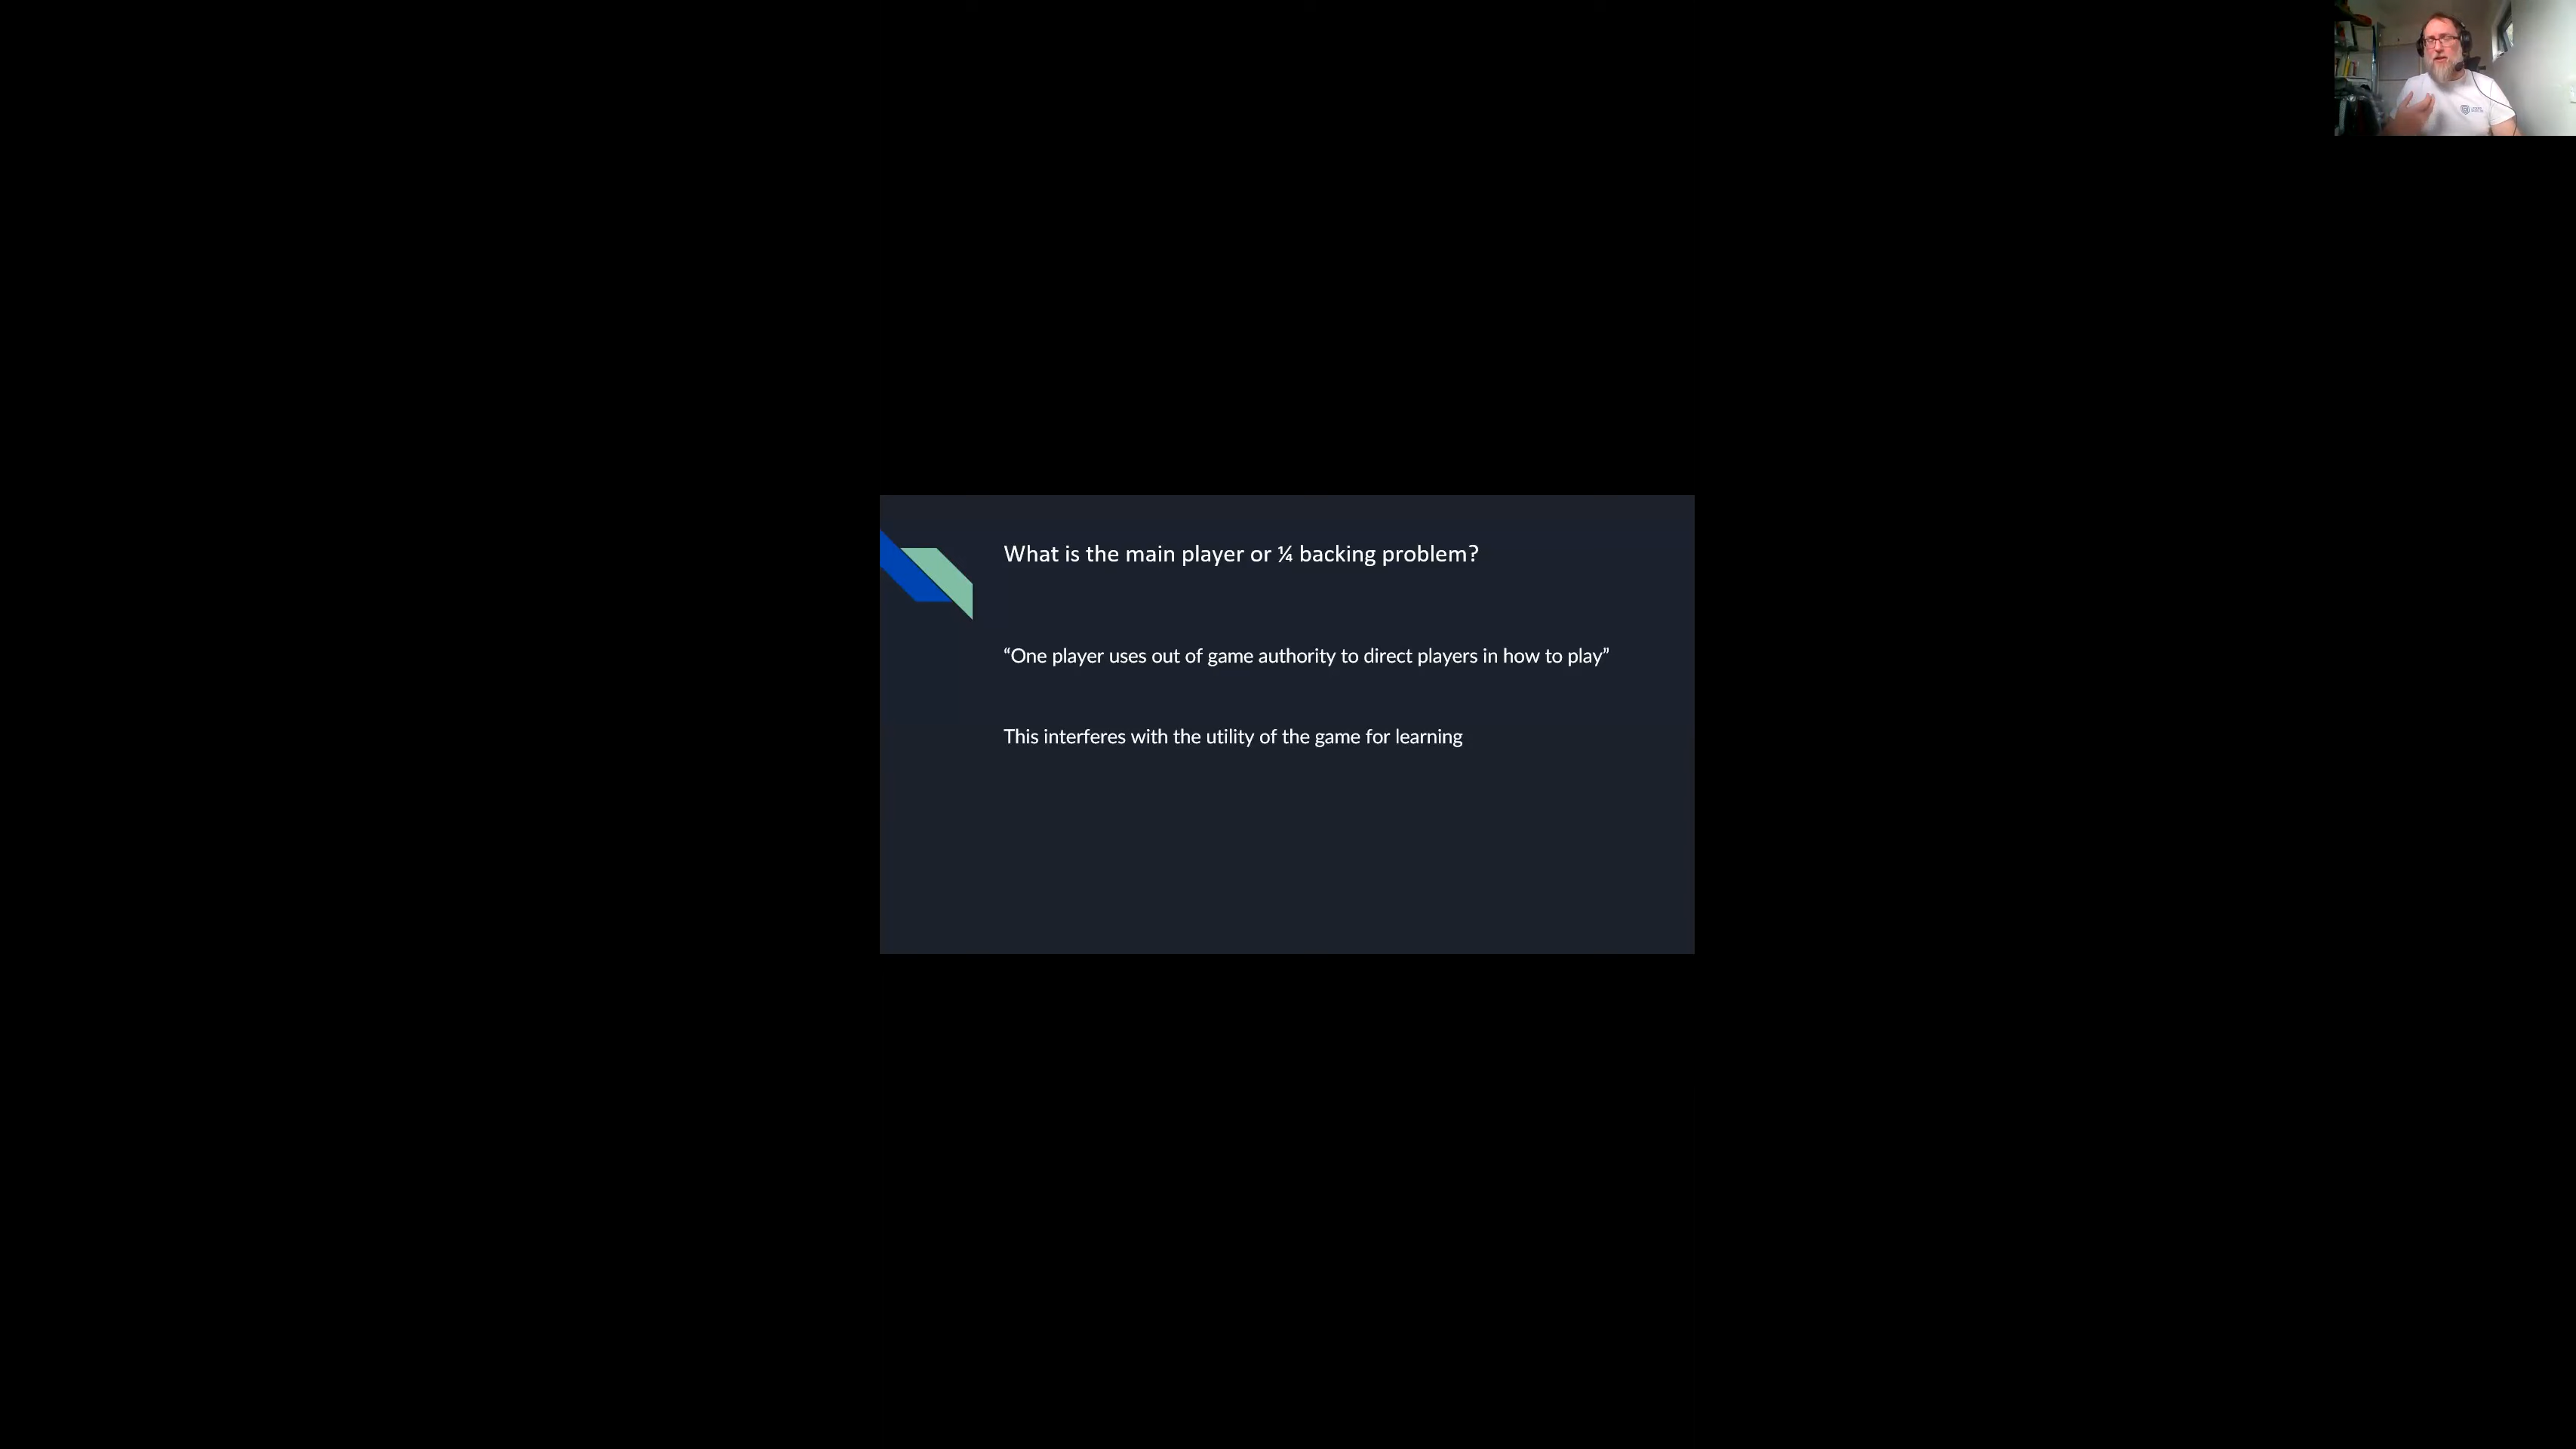 What is the main player or ¼ backing problem?
“One player uses out of game authority to direct players in how to play”
This interferes with the utility of the game for learning